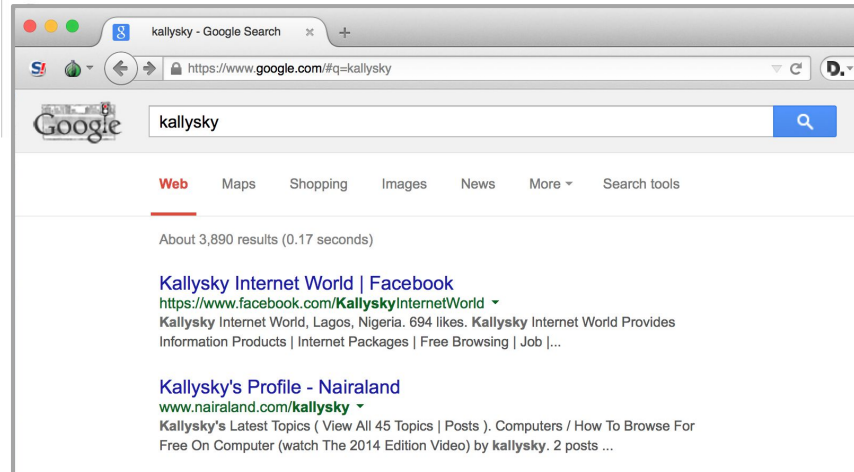 kallysky - Google Search
S!
https://www.google.com/#q=kallysky
D.
Google
kallysky
Web Maps Shopping Images News More Search tools
About 3,890 results (0.17 seconds)
Kallysky Internet World | Facebook
https://www.facebook.com/KallyskyInternetWorld
Kallysky Internet World, Lagos, Nigeria. 694 likes. Kallysky Internet World Provides
Information Products | Internet Packages | Free Browsing | Job |...
Kallysky's Profile - Nairaland
www.nairaland.com/kallysky
Kallysky's Latest Topics ( View All 45 Topics | Posts ). Computers / How To Browse For
Free On Computer (watch The 2014 Edition Video) by kallysky. 2 posts ...